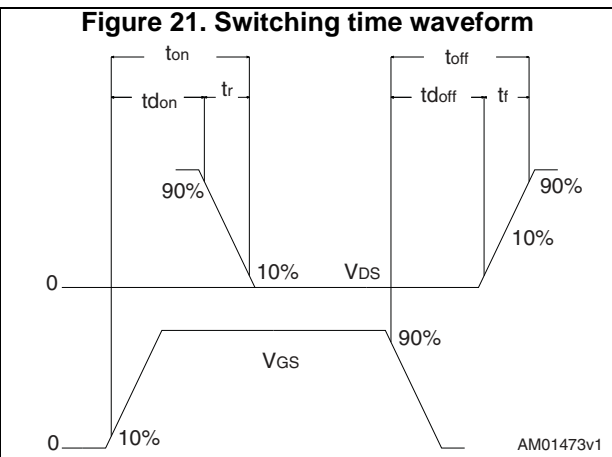 Figure 21. Switching time waveform
ton
toff
tdon
tr
tdoff
tf
90%
90%
10%
0
10%
VDS
90%
VGS
0
10%
AM01473v1